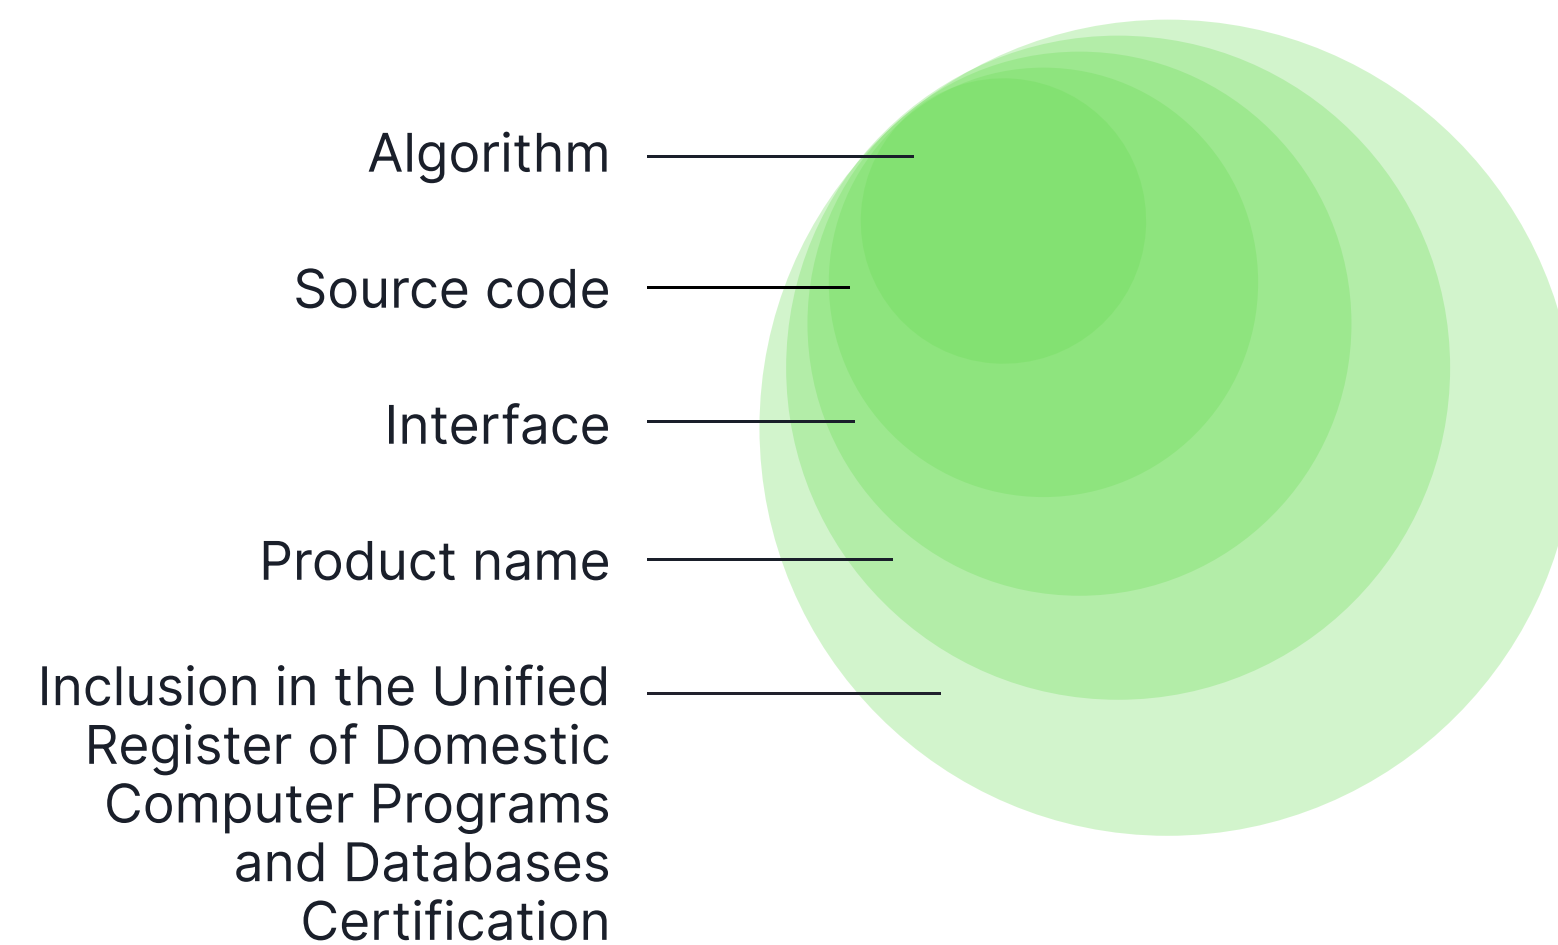 Algorithm
Source code
Interface
Product name
Inclusion in the Unified
Register of Domestic
Computer Programs
and Databases
Certification